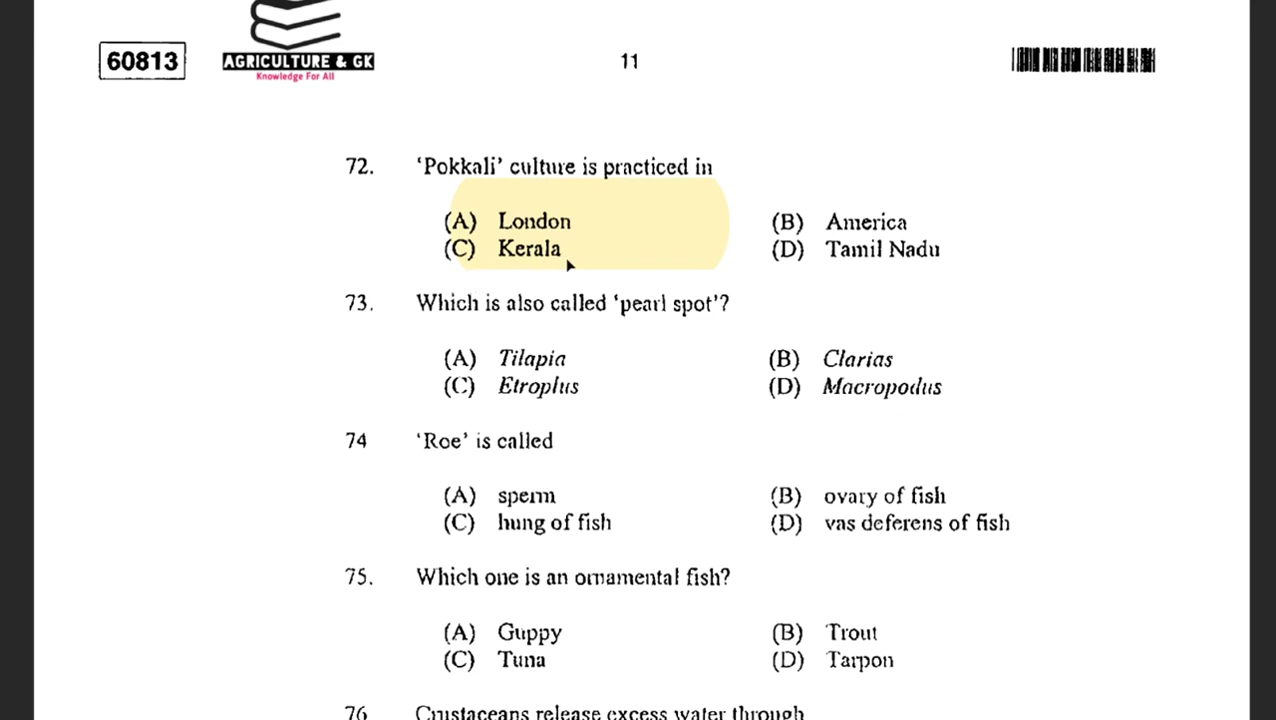 60813
AGRICULTURE & GK
Knowledge For All
11
72. ‘Pokkali’ culture is practiced in
(A) London (B) America
(C) Kerala (D) Tamil Nadu
73. Which is also called ‘pearl spot’?
(A) Tilapia (B) Clarias
(C) Etroplus (D) Macropodus
74 ‘Roe’ is called
(A) sperm (B) ovary of fish
(C) hung of fish (D) vas deferens of fish
75. Which one is an ornamental fish?
(A) Guppy (B) Trout
(C) Tuna (D) Tarpon
76 Crustaceans release excess water through